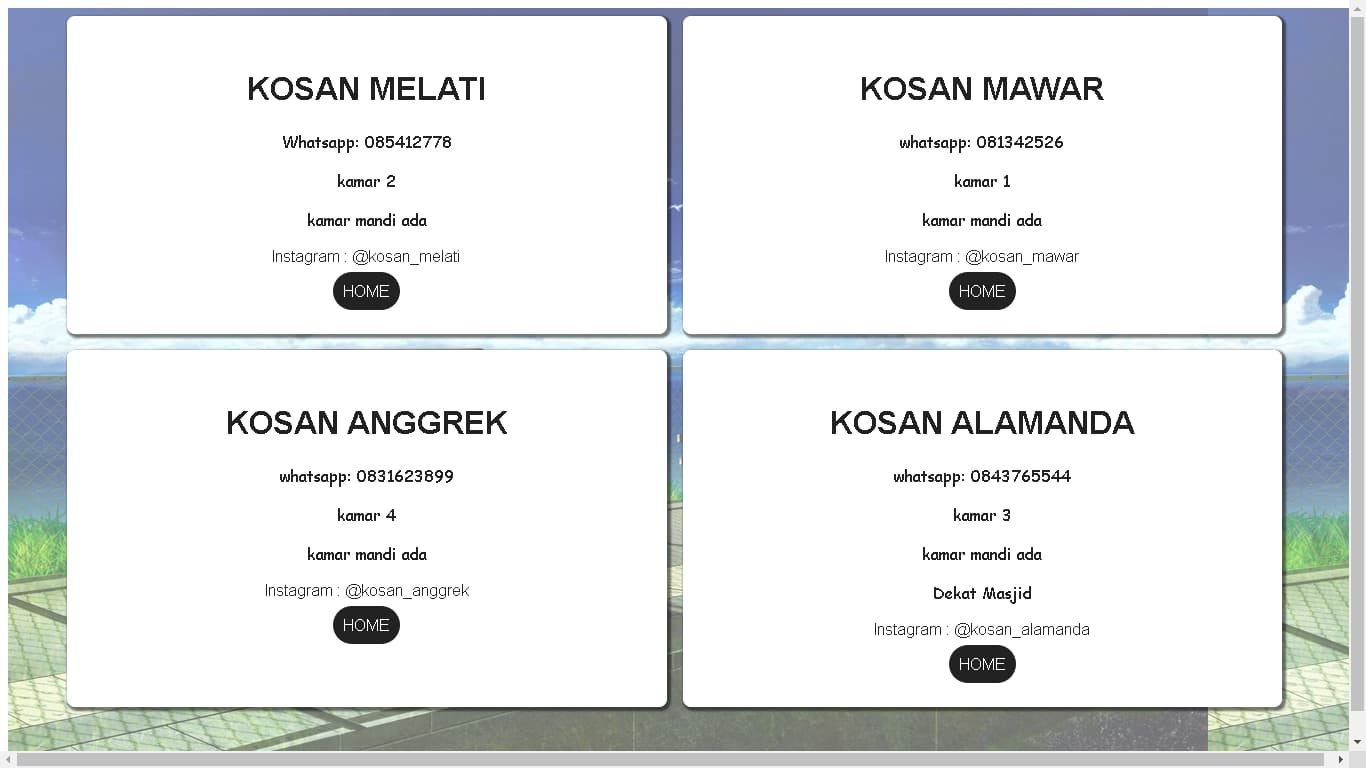 KOSAN MELATI
Whatsapp: 085412778
kamar 2
kamar mandi ada
Instagram : @kosan_melati
HOME
KOSAN MAWAR
whatsapp: 081342526
kamar 1
kamar mandi ada
Instagram : @kosan_mawar
HOME
KOSAN ANGGREK
whatsapp: 0831623899
kamar 4
kamar mandi ada
Instagram : @kosan_anggrek
HOME
KOSAN ALAMANDA
whatsapp: 0843765544
kamar 3
kamar mandi ada
Dekat Masjid
Instagram : @kosan_alamanda
HOME